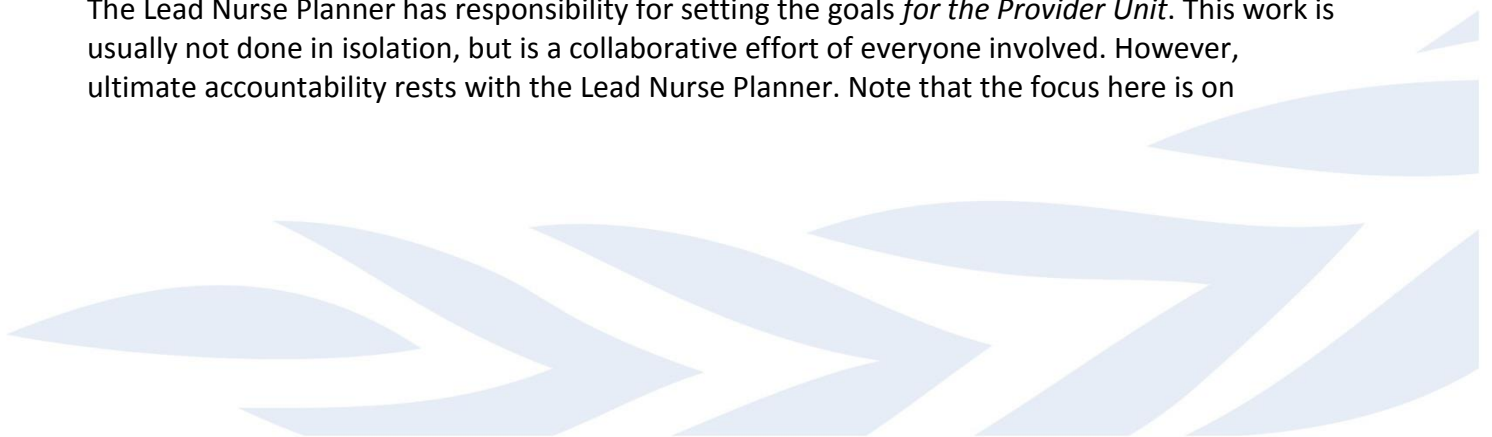 The Lead Nurse Planner has responsibility for setting the goals for the Provider Unit. This work is
usually not done in isolation, but is a collaborative effort of everyone involved. However,
ultimate accountability rests with the Lead Nurse Planner. Note that the focus here is on